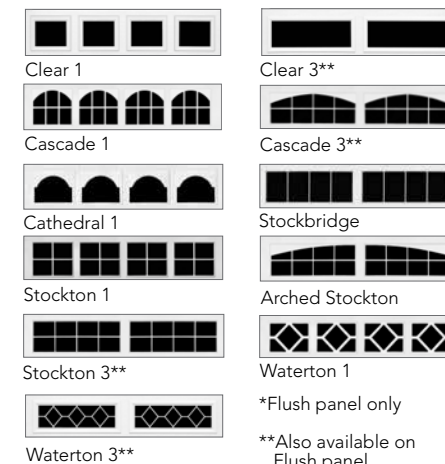 Clear 1
Clear 3**
Cascade 1
Cascade 3**
Cathedral 1
Stockbridge
Stockton 1
Arched Stockton
Stockton 3**
Waterton 1
Waterton 3**
*Flush panel only
**Also available on
Flush panel